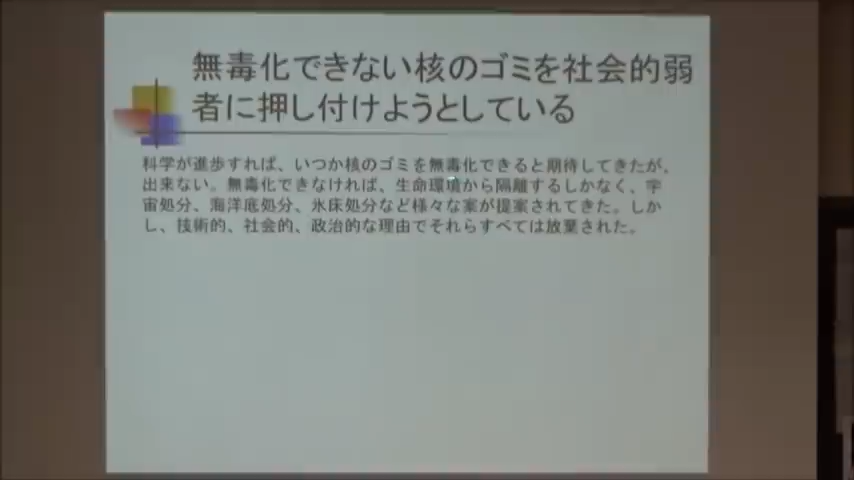 無毒化できない核のゴミを社会的弱
者に押し付けようとしている
科学が進歩すれば、いつか核のゴミを無毒化できると期待してきたが、
出来ない。無毒化できなければ、生命環境から隔離するしかなく、宇
宙処分、海洋底処分、氷床処分など様々な案が提案されてきた。しか
し、技術的、社会的、政治的な理由でそれらすべては放棄された。